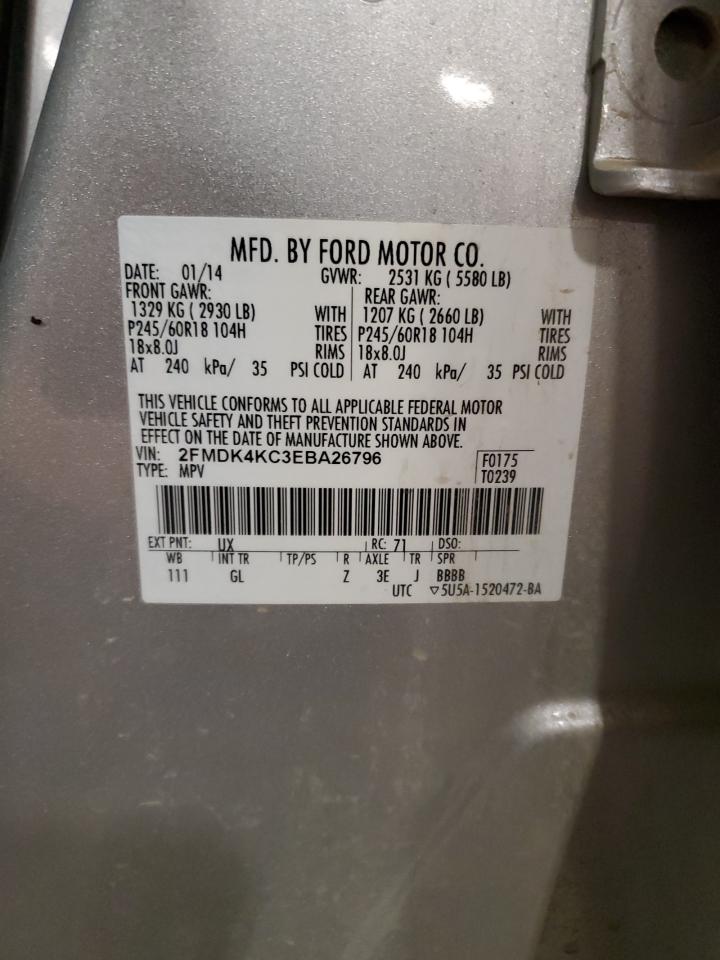 MFD. BY FORD MOTOR CO.
DATE: 01/14 GVWR: 2531 KG ( 5580 LB)
FRONT GAWR: REAR GAWR:
1329 KG ( 2930 LB) WITH 1207 KG ( 2660 LB) WITH
P245/60R18 104H TIRES P245/60R18 104H TIRES
18x8.0J RIMS 18x8.0J RIMS
AT 240 kPa/ 35 PSI COLD AT 240 kPa/ 35 PSI COLD
THIS VEHICLE CONFORMS TO ALL APPLICABLE FEDERAL MOTOR
VEHICLE SAFETY AND THEFT PREVENTION STANDARDS IN
EFFECT ON THE DATE OF MANUFACTURE SHOWN ABOVE.
VIN: 2FMDK4KC3EBA26796 F0175
TYPE: MPV T0239
EXT PNT: UX RC: 71 DSO:
WB INT TR TP/PS R AXLE TR SPR
111 GL Z 3E J BBBB
UTC ▽5U5A-1520472-BA